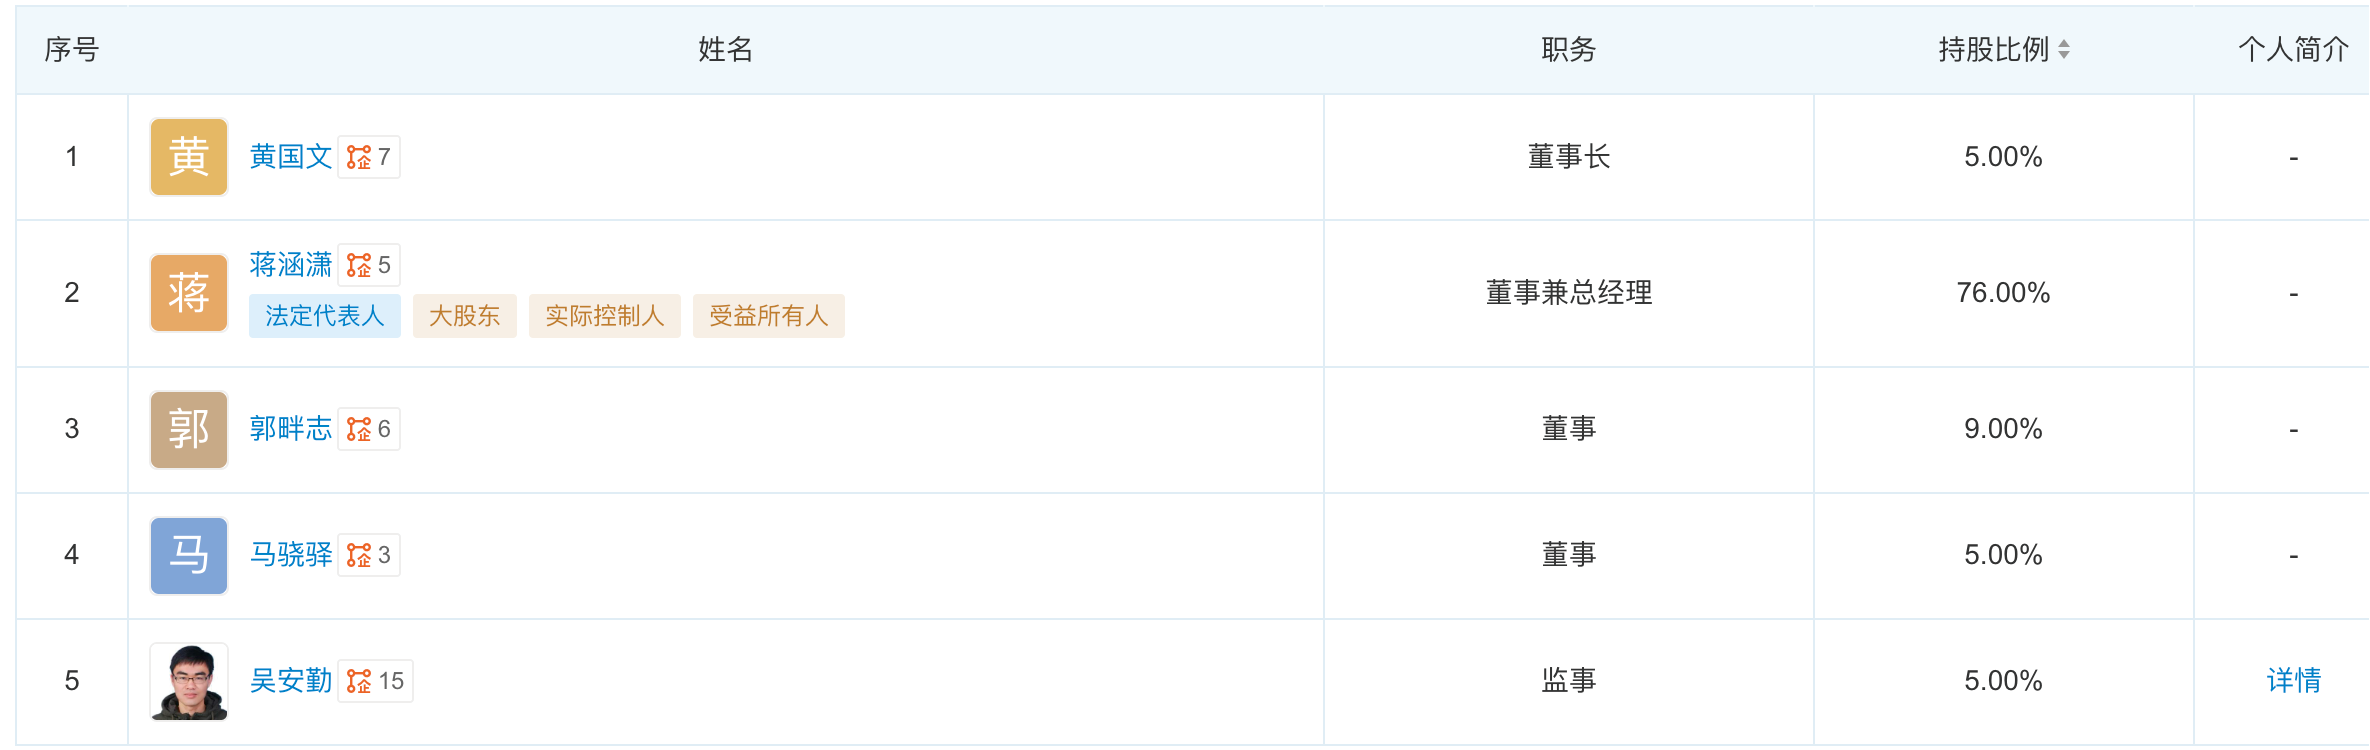 序号 姓名 职务 持股比例 个人简介
1 黄 黄国文 企 7 董事长 5.00% -
2 蒋 蒋涵潇 企 5 董事兼总经理 76.00% -
法定代表人 大股东 实际控制人 受益所有人
3 郭 郭畔志 企 6 董事 9.00% -
4 马 马骁驿 企 3 董事 5.00% -
5 吴安勤 企 15 监事 5.00% 详情